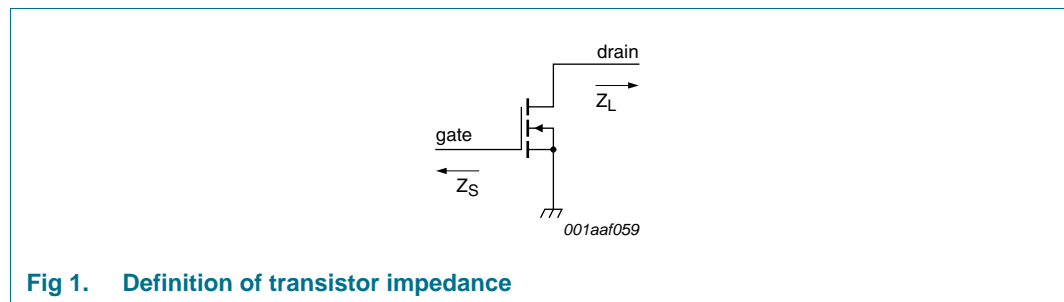 drain
Z_L
gate
Z_S
001aaf059
Fig 1. Definition of transistor impedance